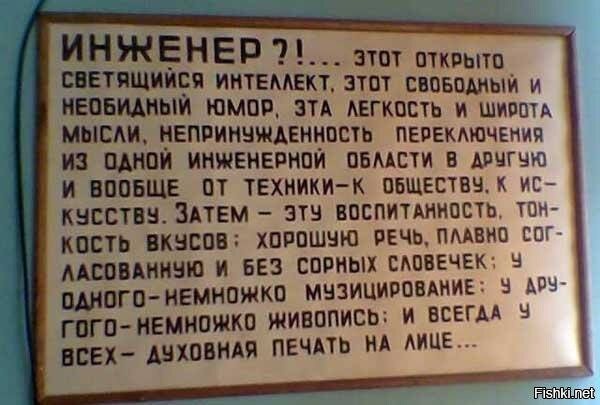 ИНЖЕНЕР?!... ЭТОТ ОТКРЫТО
СВЕТЯЩИЙСЯ ИНТЕЛЛЕКТ, ЭТОТ СВОБОДНЫЙ И
НЕОБИДНЫЙ ЮМОР, ЭТА ЛЕГКОСТЬ И ШИРОТА
МЫСЛИ, НЕПРИНУЖДЕННОСТЬ ПЕРЕКЛЮЧЕНИЯ
ИЗ ОДНОЙ ИНЖЕНЕРНОЙ ОБЛАСТИ В ДРУГУЮ
И ВООБЩЕ ОТ ТЕХНИКИ-К ОБЩЕСТВУ, К ИС-
КУССТВУ. ЗАТЕМ – ЭТУ ВОСПИТАННОСТЬ, ТОН-
КОСТЬ ВКУСОВ; ХОРОШУЮ РЕЧЬ, ПЛАВНО СОГ-
ЛАСОВАННУЮ И БЕЗ СОРНЫХ СЛОВЕЧЕК; У
ОДНОГО-НЕМНОЖКО МУЗИЦИРОВАНИЕ; У ДРУ-
ГОГО-НЕМНОЖКО ЖИВОПИСЬ; И ВСЕГДА У
ВСЕХ– ДУХОВНАЯ ПЕЧАТЬ НА ЛИЦЕ...
Fishki.net